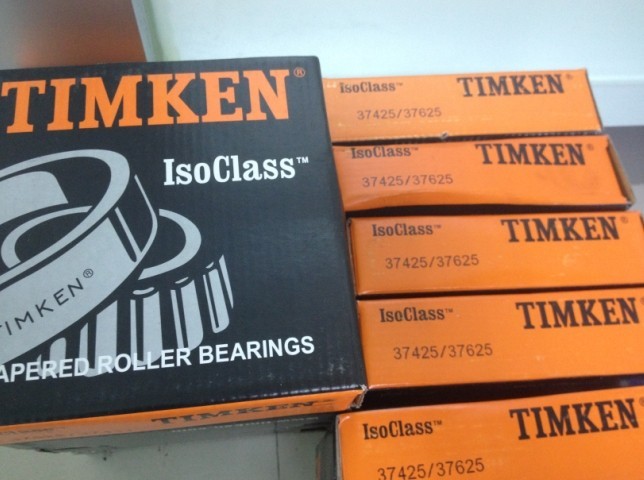 TIMKEN®
IsoClass™
TIMKEN®
APERED ROLLER BEARINGS
TIMKEN
IsoClass™ TIMKEN®
37425/37625
IsoClass™ TIMKEN®
37425/37625
IsoClass™ TIMKEN®
37425/37625
IsoClass™ TIMKEN
37425/37625
IsoClass™ TIMKEN
37425/37625